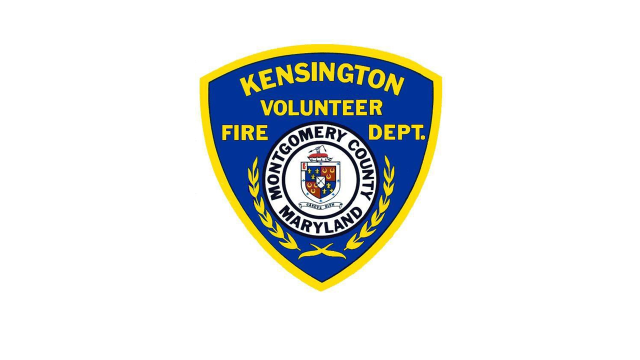 KENSINGTON
VOLUNTEER
FIRE DEPT.
MONTGOMERY COUNTY
MARYLAND